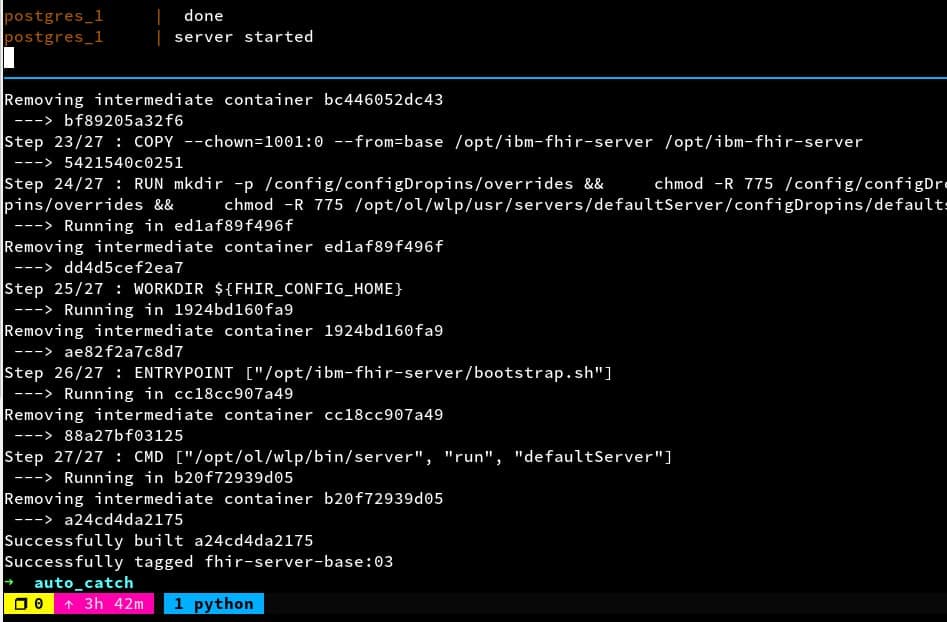 postgres_1 | done
postgres_1 | server started
Removing intermediate container bc446052dc43
---> bf89205a32f6
Step 23/27 : COPY --chown=1001:0 --from=base /opt/ibm-fhir-server /opt/ibm-fhir-server
---> 5421540c0251
Step 24/27 : RUN mkdir -p /config/configDropins/overrides && chmod -R 775 /config/configDro
pins/overrides && chmod -R 775 /opt/ol/wlp/usr/servers/defaultServer/configDropins/defaults
---> Running in ed1af89f496f
Removing intermediate container ed1af89f496f
---> dd4d5cef2ea7
Step 25/27 : WORKDIR ${FHIR_CONFIG_HOME}
---> Running in 1924bd160fa9
Removing intermediate container 1924bd160fa9
---> ae82f2a7c8d7
Step 26/27 : ENTRYPOINT ["/opt/ibm-fhir-server/bootstrap.sh"]
---> Running in cc18cc907a49
Removing intermediate container cc18cc907a49
---> 88a27bf03125
Step 27/27 : CMD ["/opt/ol/wlp/bin/server", "run", "defaultServer"]
---> Running in b20f72939d05
Removing intermediate container b20f72939d05
---> a24cd4da2175
Successfully built a24cd4da2175
Successfully tagged fhir-server-base:03
→ auto_catch
❐ 0 ↑ 3h 42m 1 python